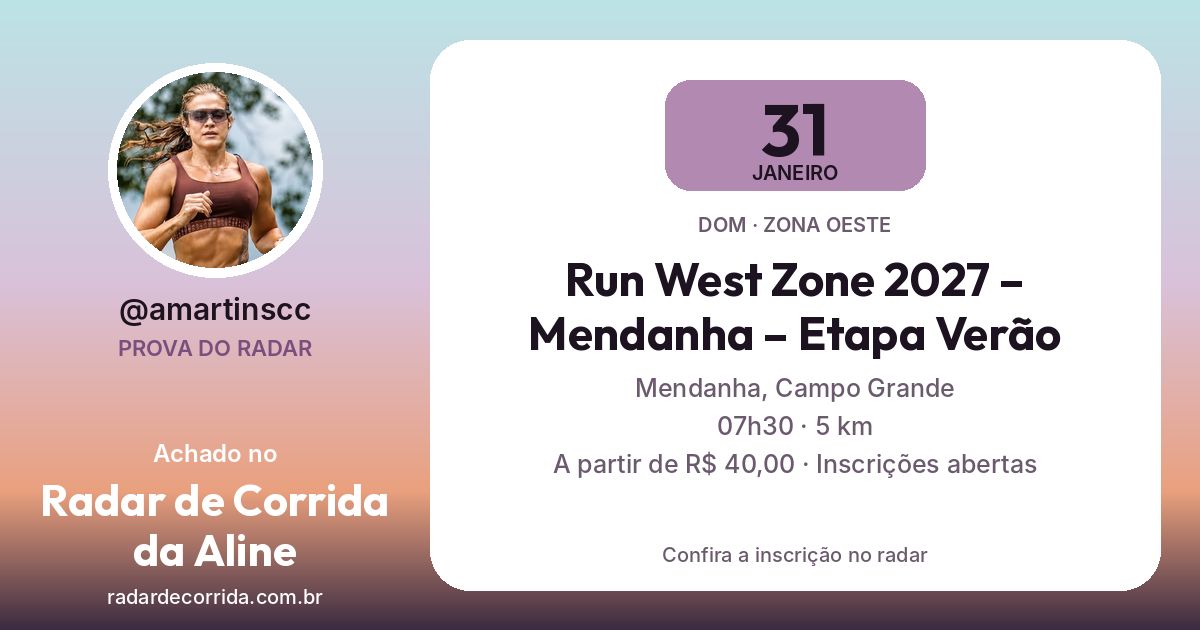 @amartinscc
PROVA DO RADAR
Achado no
Radar de Corrida
da Aline
radardecorrida.com.br
31
JANEIRO
DOM · ZONA OESTE
Run West Zone 2027 –
Mendanha – Etapa Verão
Mendanha, Campo Grande
07h30 · 5 km
A partir de R$ 40,00 · Inscrições abertas
Confira a inscrição no radar